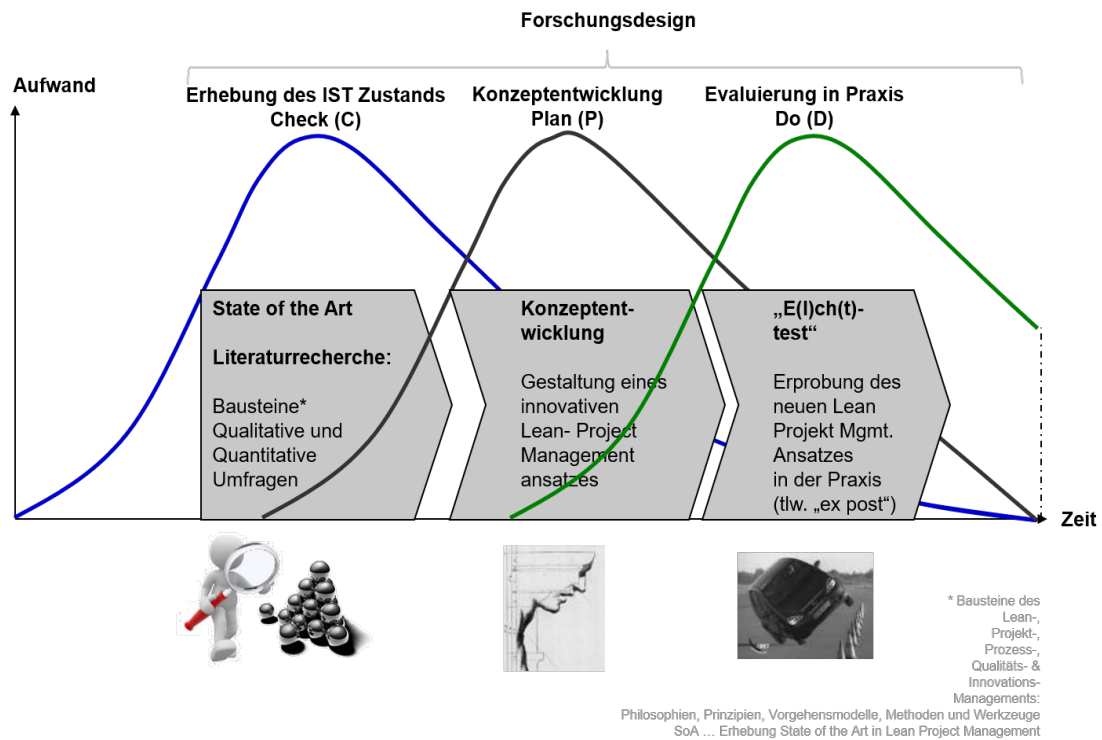 Forschungsdesign
Aufwand
Erhebung des IST Zustands
Check (C)
Konzeptentwicklung
Plan (P)
Evaluierung in Praxis
Do (D)
State of the Art
Literaturrecherche:
Bausteine*
Qualitative und
Quantitative
Umfragen
Konzeptent-
wicklung
Gestaltung eines
innovativen
Lean- Project
Management
ansatzes
„E(l)ch(t)-
test“
Erprobung des
neuen Lean
Projekt Mgmt.
Ansatzes
in der Praxis
(tlw. „ex post“)
Zeit
* Bausteine des
Lean-,
Projekt-,
Prozess-,
Qualitäts- &
Innovations-
Managements:
Philosophien, Prinzipien, Vorgehensmodelle, Methoden und Werkzeuge
SoA ... Erhebung State of the Art in Lean Project Management